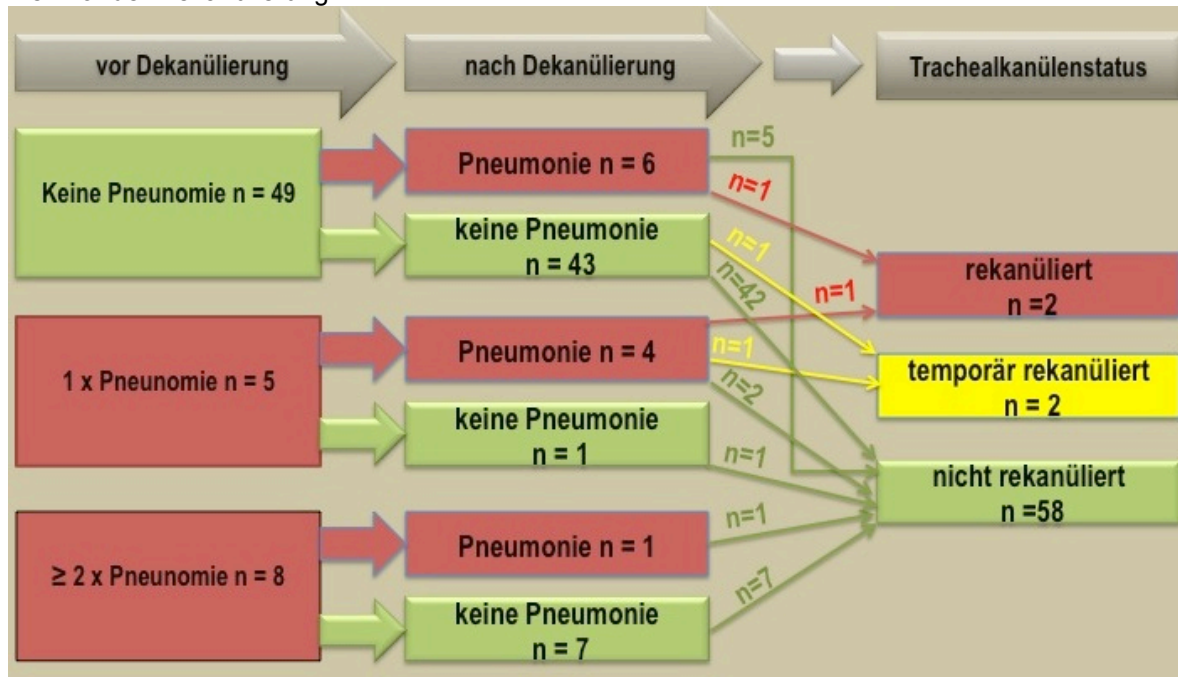 vor Dekanülierung
nach Dekanülierung
Trachealkanülenstatus
Keine Pneunomie n = 49
Pneumonie n = 6
keine Pneumonie
n = 43
1 x Pneunomie n = 5
Pneumonie n = 4
keine Pneumonie
n = 1
≥ 2 x Pneunomie n = 8
Pneumonie n = 1
keine Pneumonie
n = 7
n=5
n=1
n=1
n=42
n=1
n=1
n=2
n=1
n=1
n=7
rekanüliert
n =2
temporär rekanüliert
n = 2
nicht rekanüliert
n =58